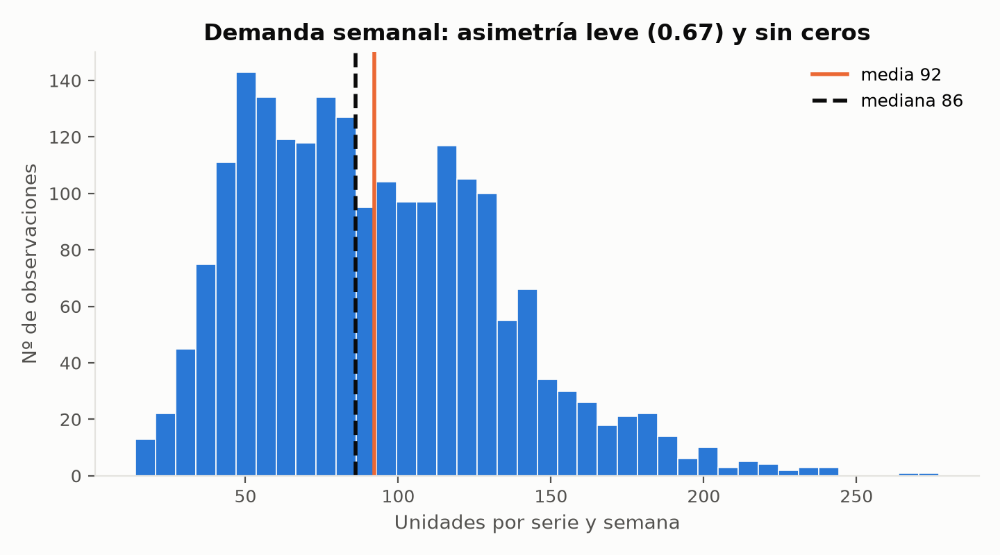 Demanda semanal: asimetría leve (0.67) y sin ceros
media 92
mediana 86
Nº de observaciones
140
120
100
80
60
40
20
0
50
100
150
200
250
Unidades por serie y semana